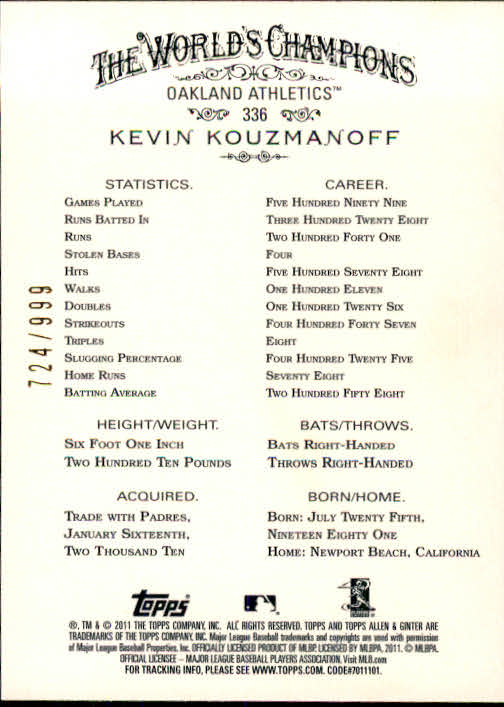 THE WORLD'S CHAMPIONS
OAKLAND ATHLETICS™
336
KEVIN KOUZMANOFF
STATISTICS. CAREER.
GAMES PLAYED FIVE HUNDRED NINETY NINE
RUNS BATTED IN THREE HUNDRED TWENTY EIGHT
RUNS TWO HUNDRED FORTY ONE
STOLEN BASES FOUR
HITS FIVE HUNDRED SEVENTY EIGHT
WALKS ONE HUNDRED ELEVEN
DOUBLES ONE HUNDRED TWENTY SIX
STRIKEOUTS FOUR HUNDRED FORTY SEVEN
TRIPLES EIGHT
SLUGGING PERCENTAGE FOUR HUNDRED TWENTY FIVE
HOME RUNS SEVENTY EIGHT
BATTING AVERAGE TWO HUNDRED FIFTY EIGHT
724/999
HEIGHT/WEIGHT. BATS/THROWS.
SIX FOOT ONE INCH BATS RIGHT-HANDED
TWO HUNDRED TEN POUNDS THROWS RIGHT-HANDED
ACQUIRED. BORN/HOME.
TRADE WITH PADRES, BORN: JULY TWENTY FIFTH,
JANUARY SIXTEENTH, NINETEEN EIGHTY ONE
TWO THOUSAND TEN HOME: NEWPORT BEACH, CALIFORNIA
Topps
®, TM & © 2011 THE TOPPS COMPANY, INC. ALL RIGHTS RESERVED. TOPPS AND TOPPS ALLEN & GINTER ARE
TRADEMARKS OF THE TOPPS COMPANY, INC. Major League Baseball trademarks and copyrights are used with permission
of Major League Baseball Properties, Inc. OFFICIALLY LICENSED PRODUCT OF MLBP. LICENSED BY MLBPA, 2011. © MLBPA.
OFFICIAL LICENSEE – MAJOR LEAGUE BASEBALL PLAYERS ASSOCIATION. Visit MLB.com
FOR TRACKING INFO, PLEASE SEE WWW.TOPPS.COM. CODE#7011101.